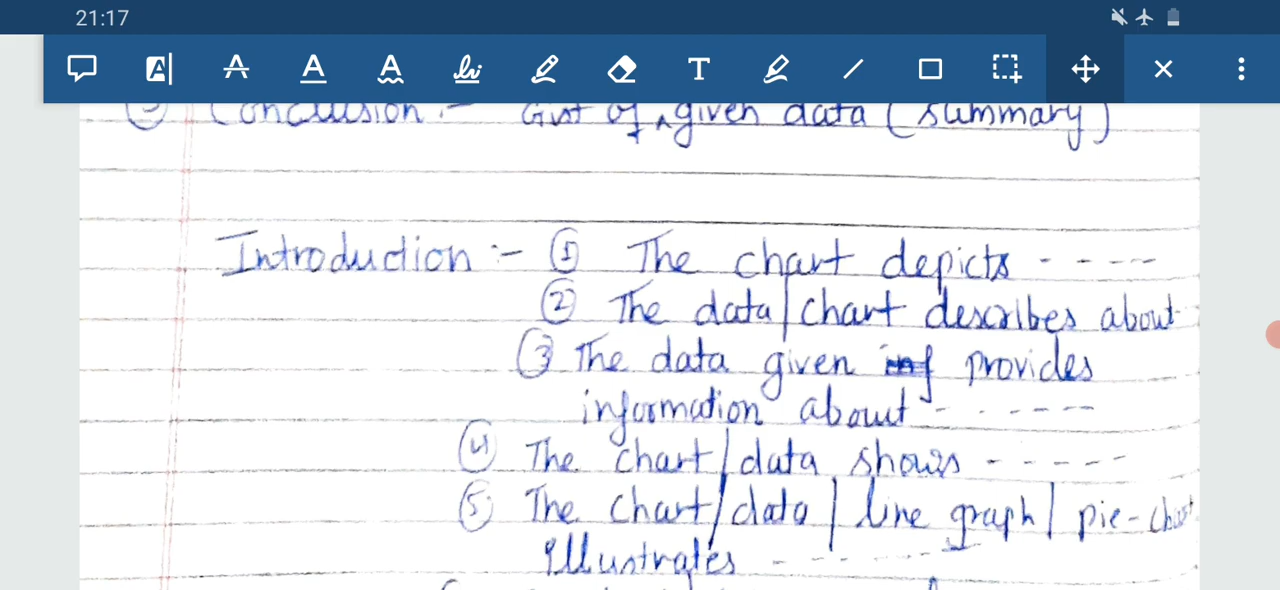 21:17
Conclusion :- Gist of given data (summary)
Introduction :- ① The chart depicts -----
② The data/chart describes about
③ The data given provides
information about - -----
④ The chart/data shows -----
⑤ The chart/data / line graph / pie-chart
Illustrates -----